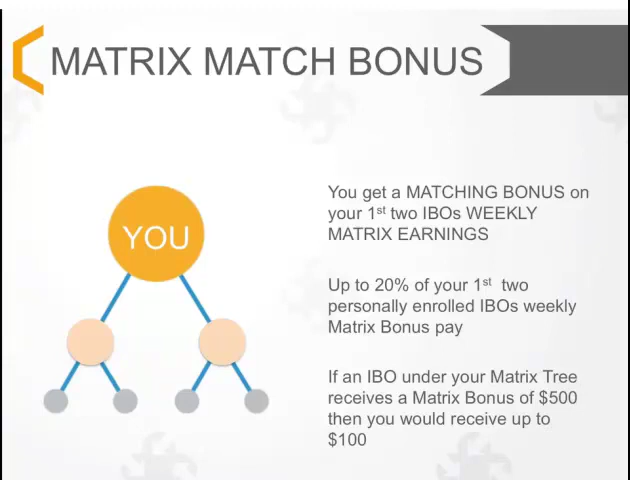 MATRIX MATCH BONUS
YOU
You get a MATCHING BONUS on
your 1st two IBOs WEEKLY
MATRIX EARNINGS
Up to 20% of your 1st two
personally enrolled IBOs weekly
Matrix Bonus pay
If an IBO under your Matrix Tree
receives a Matrix Bonus of $500
then you would receive up to
$100